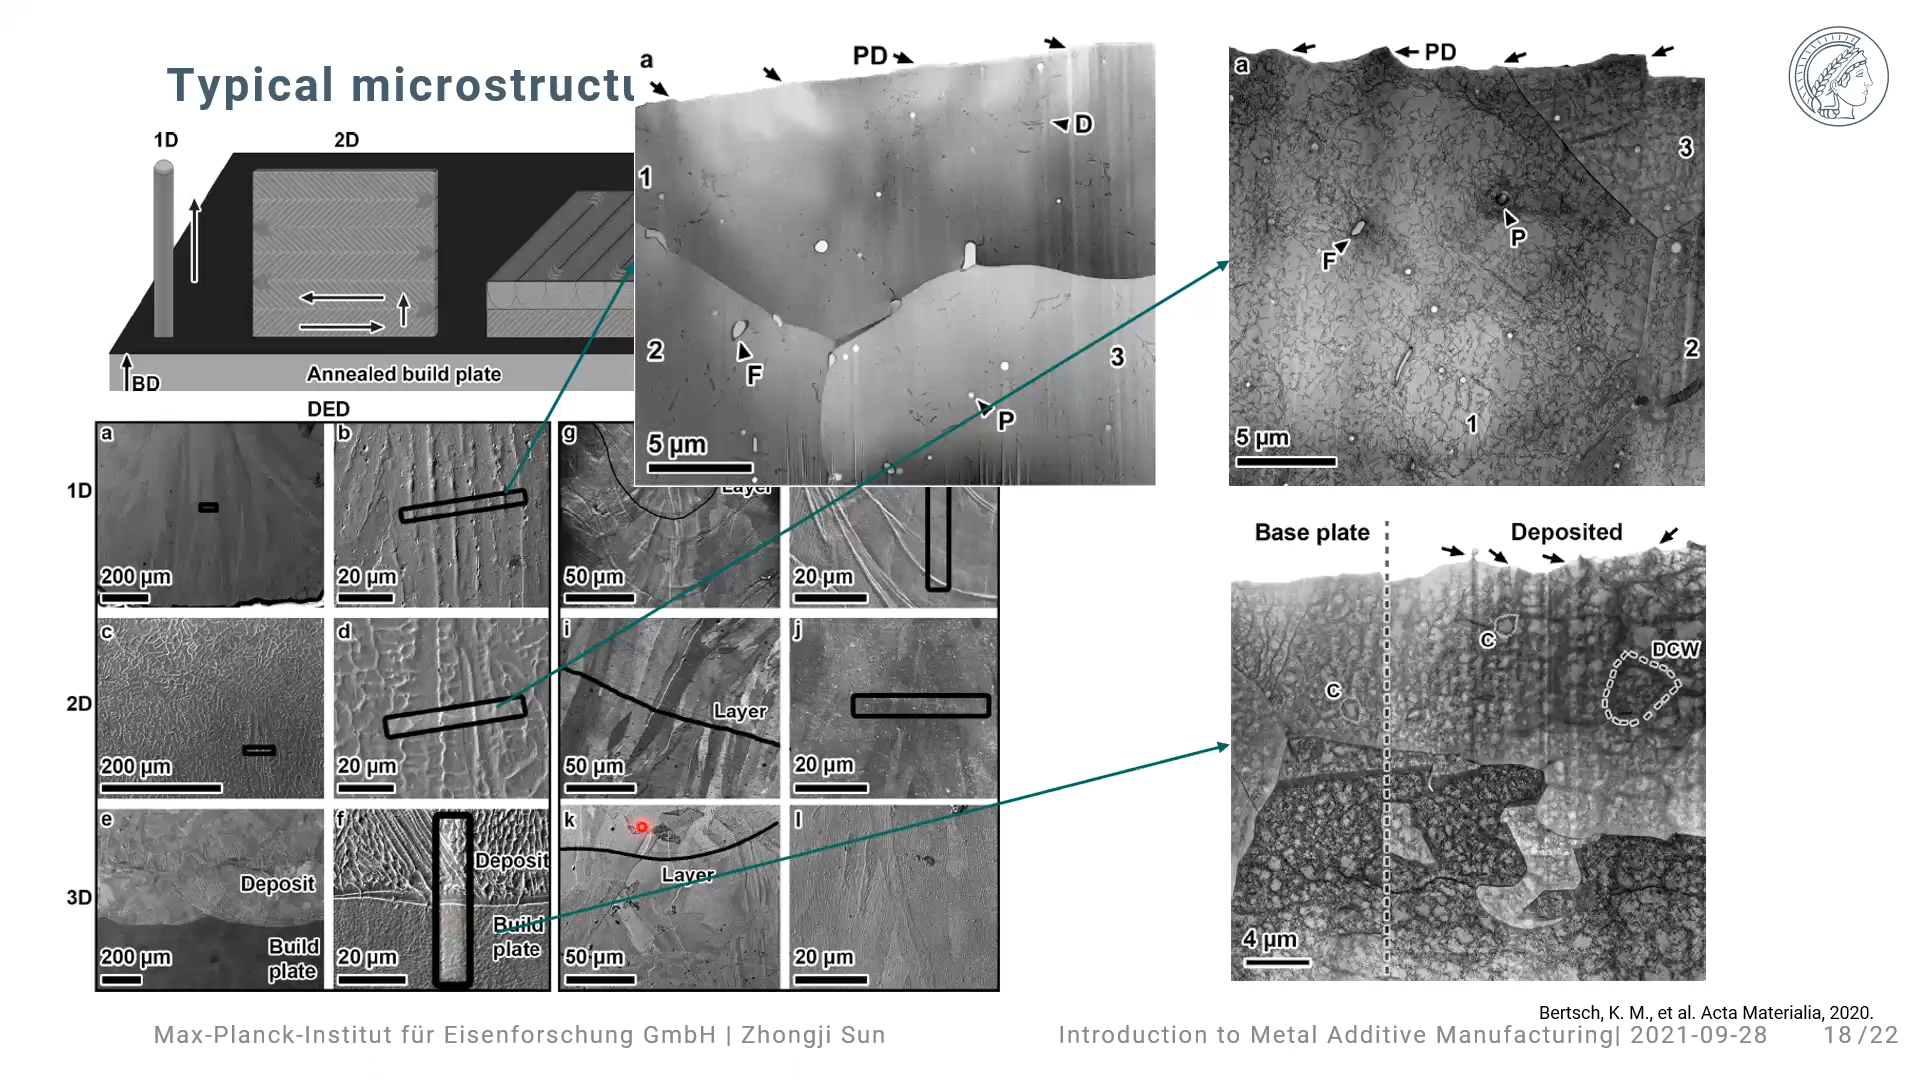 Typical microstructu
1D
2D
BD
Annealed build plate
DED
1D
2D
3D
a
200 µm
b
20 µm
c
200 µm
d
20 µm
e
Deposit
Build
plate
200 µm
f
Deposit
Build
plate
20 µm
g
Layer
50 µm
20 µm
i
Layer
50 µm
j
20 µm
k
Layer
50 µm
l
20 µm
a
PD
D
1
2
F
3
P
5 µm
a
PD
3
F
P
2
1
5 µm
Base plate
Deposited
C
DCW
C
4 µm
Bertsch, K. M., et al. Acta Materialia, 2020.
Max-Planck-Institut für Eisenforschung GmbH | Zhongji Sun
Introduction to Metal Additive Manufacturing| 2021-09-28
18/22